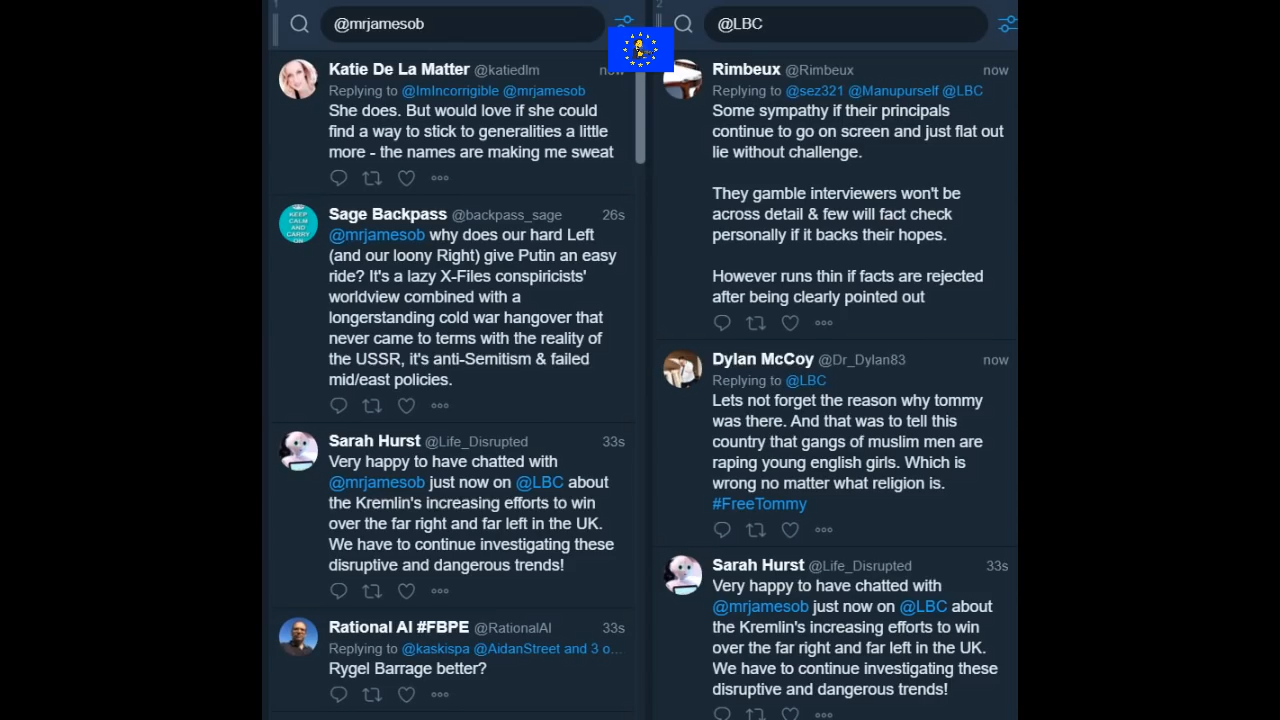 1
@mrjamesob
Katie De La Matter @katiedlm now
Replying to @ImIncorrigible @mrjamesob
She does. But would love if she could
find a way to stick to generalities a little
more - the names are making me sweat
Sage Backpass @backpass_sage 26s
@mrjamesob why does our hard Left
(and our loony Right) give Putin an easy
ride? It's a lazy X-Files conspiricists'
worldview combined with a
longerstanding cold war hangover that
never came to terms with the reality of
the USSR, it's anti-Semitism & failed
mid/east policies.
KEEP
CALM
AND
CARRY
ON
Sarah Hurst @Life_Disrupted 33s
Very happy to have chatted with
@mrjamesob just now on @LBC about
the Kremlin's increasing efforts to win
over the far right and far left in the UK.
We have to continue investigating these
disruptive and dangerous trends!
Rational Al #FBPE @RationalAl 33s
Replying to @kaskispa @AidanStreet and 3 o...
Rygel Barrage better?
2
@LBC
Rimbeux @Rimbeux now
Replying to @sez321 @Manupurself @LBC
Some sympathy if their principals
continue to go on screen and just flat out
lie without challenge.
They gamble interviewers won't be
across detail & few will fact check
personally if it backs their hopes.
However runs thin if facts are rejected
after being clearly pointed out
Dylan McCoy @Dr_Dylan83 now
Replying to @LBC
Lets not forget the reason why tommy
was there. And that was to tell this
country that gangs of muslim men are
raping young english girls. Which is
wrong no matter what religion is.
#FreeTommy
Sarah Hurst @Life_Disrupted 33s
Very happy to have chatted with
@mrjamesob just now on @LBC about
the Kremlin's increasing efforts to win
over the far right and far left in the UK.
We have to continue investigating these
disruptive and dangerous trends!